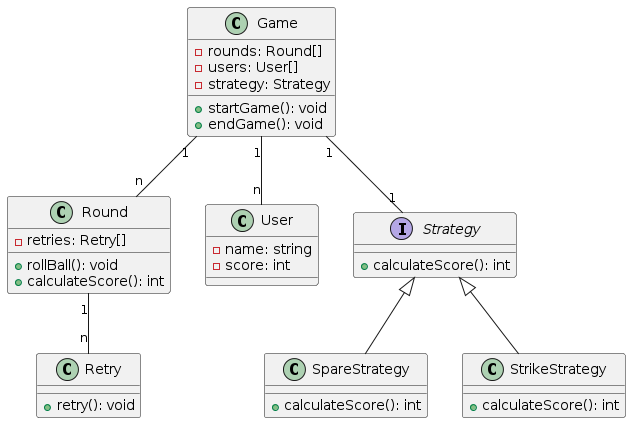 C Game
rounds: Round[]
users: User[]
strategy: Strategy
startGame(): void
endGame(): void
1
1
1
n
n
1
C Round
retries: Retry[]
rollBall(): void
calculateScore(): int
C User
name: string
score: int
I Strategy
calculateScore(): int
1
n
C Retry
retry(): void
C SpareStrategy
calculateScore(): int
C StrikeStrategy
calculateScore(): int